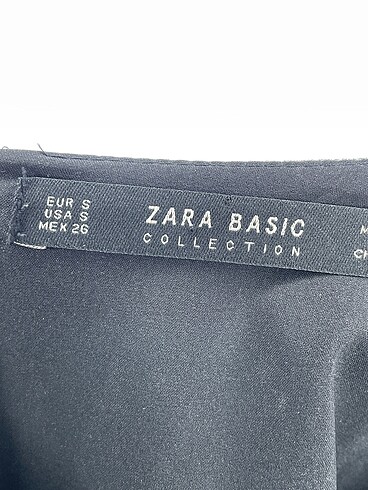 EUR S
USA S
MEX 26
ZARA BASIC
COLLECTION